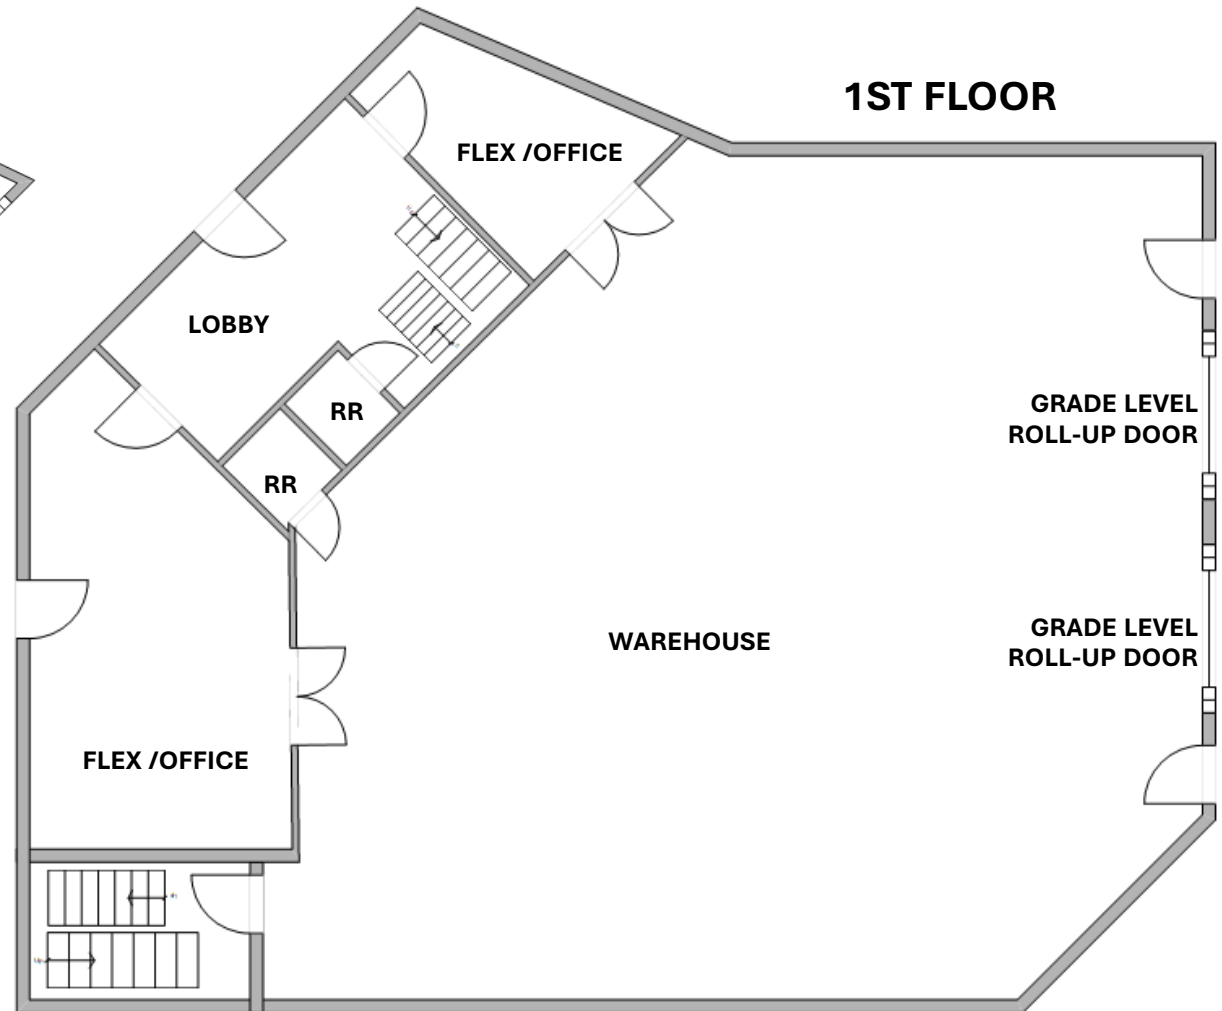 1ST FLOOR
FLEX /OFFICE
LOBBY
RR
RR
GRADE LEVEL
ROLL-UP DOOR
WAREHOUSE
GRADE LEVEL
ROLL-UP DOOR
FLEX /OFFICE